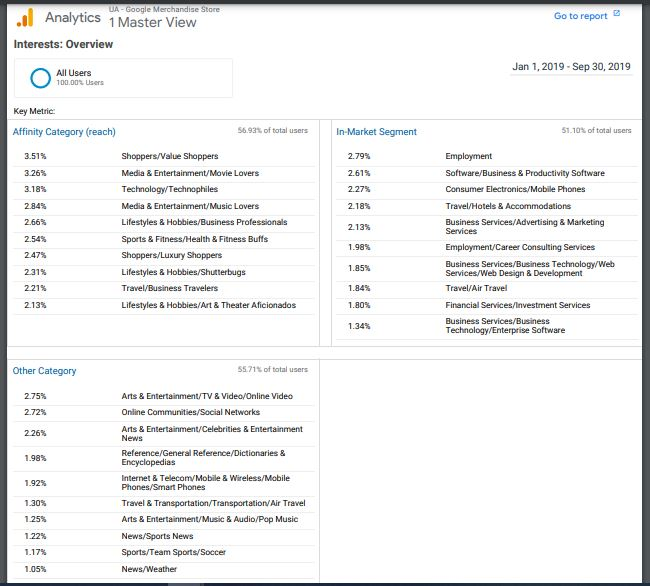 Analytics
UA - Google Merchandise Store
1 Master View
Go to report
Interests: Overview
All Users
100.00% Users
Jan 1, 2019 - Sep 30, 2019
Key Metric:
Affinity Category (reach) 56.93% of total users
3.51% Shoppers/Value Shoppers
3.26% Media & Entertainment/Movie Lovers
3.18% Technology/Technophiles
2.84% Media & Entertainment/Music Lovers
2.66% Lifestyles & Hobbies/Business Professionals
2.54% Sports & Fitness/Health & Fitness Buffs
2.47% Shoppers/Luxury Shoppers
2.31% Lifestyles & Hobbies/Shutterbugs
2.21% Travel/Business Travelers
2.13% Lifestyles & Hobbies/Art & Theater Aficionados
In-Market Segment 51.10% of total users
2.79% Employment
2.61% Software/Business & Productivity Software
2.27% Consumer Electronics/Mobile Phones
2.18% Travel/Hotels & Accommodations
2.13% Business Services/Advertising & Marketing
Services
1.98% Employment/Career Consulting Services
1.85% Business Services/Business Technology/Web
Services/Web Design & Development
1.84% Travel/Air Travel
1.80% Financial Services/Investment Services
1.34% Business Services/Business
Technology/Enterprise Software
Other Category 55.71% of total users
2.75% Arts & Entertainment/TV & Video/Online Video
2.72% Online Communities/Social Networks
2.26% Arts & Entertainment/Celebrities & Entertainment
News
1.98% Reference/General Reference/Dictionaries &
Encyclopedias
1.92% Internet & Telecom/Mobile & Wireless/Mobile
Phones/Smart Phones
1.30% Travel & Transportation/Transportation/Air Travel
1.25% Arts & Entertainment/Music & Audio/Pop Music
1.22% News/Sports News
1.17% Sports/Team Sports/Soccer
1.05% News/Weather